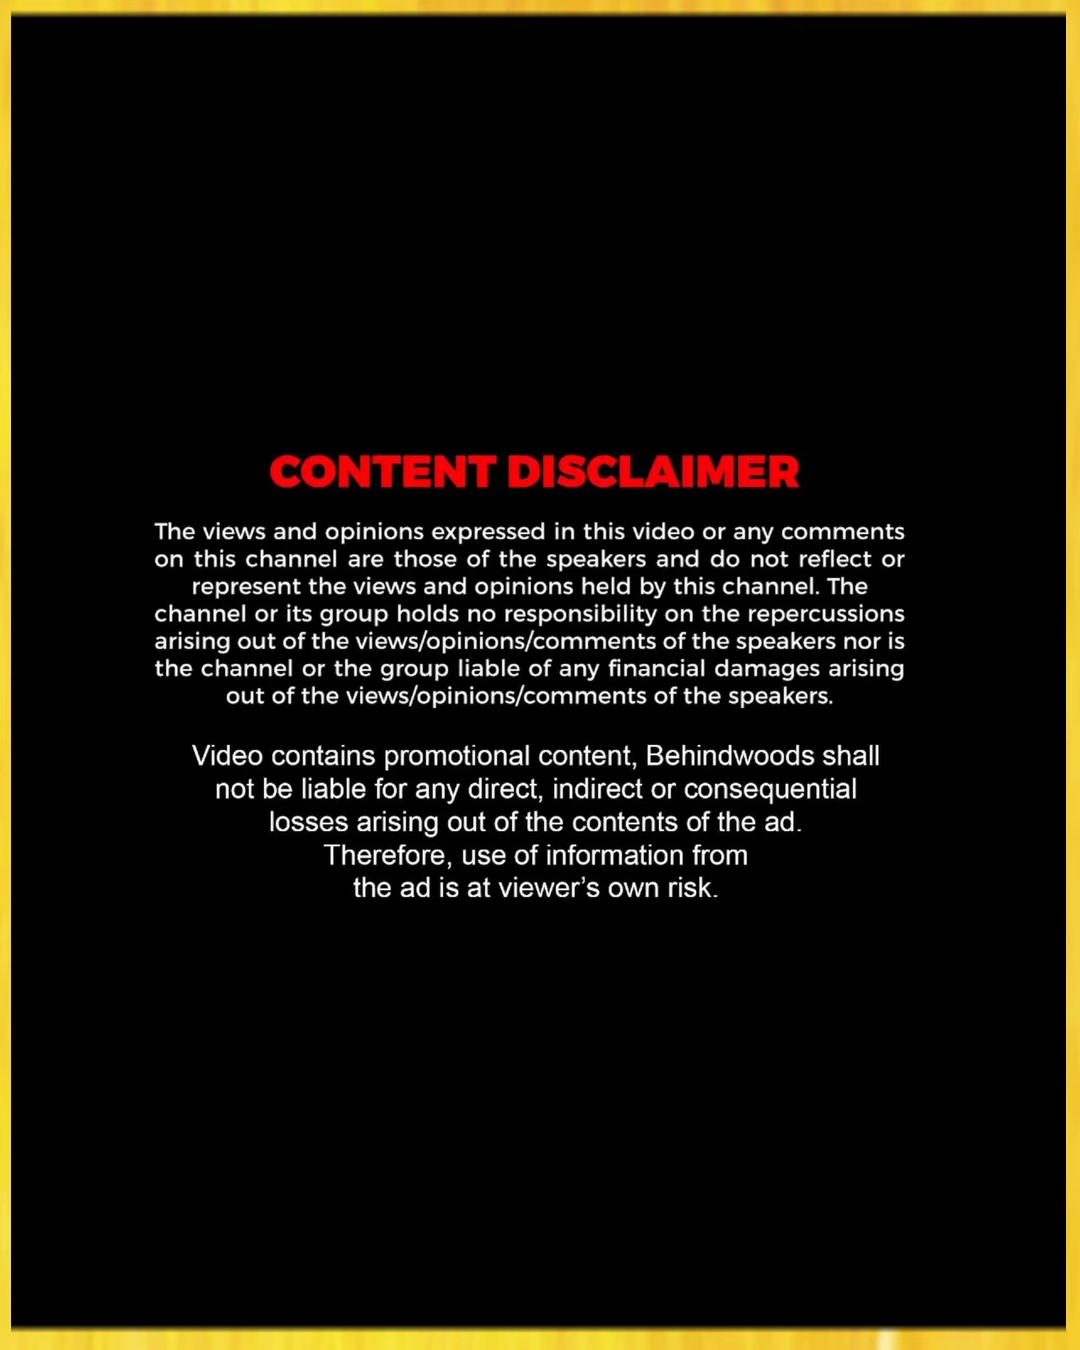 CONTENT DISCLAIMER
The views and opinions expressed in this video or any comments
on this channel are those of the speakers and do not reflect or
represent the views and opinions held by this channel. The
channel or its group holds no responsibility on the repercussions
arising out of the views/opinions/comments of the speakers nor is
the channel or the group liable of any financial damages arising
out of the views/opinions/comments of the speakers.
Video contains promotional content, Behindwoods shall
not be liable for any direct, indirect or consequential
losses arising out of the contents of the ad.
Therefore, use of information from
the ad is at viewer’s own risk.